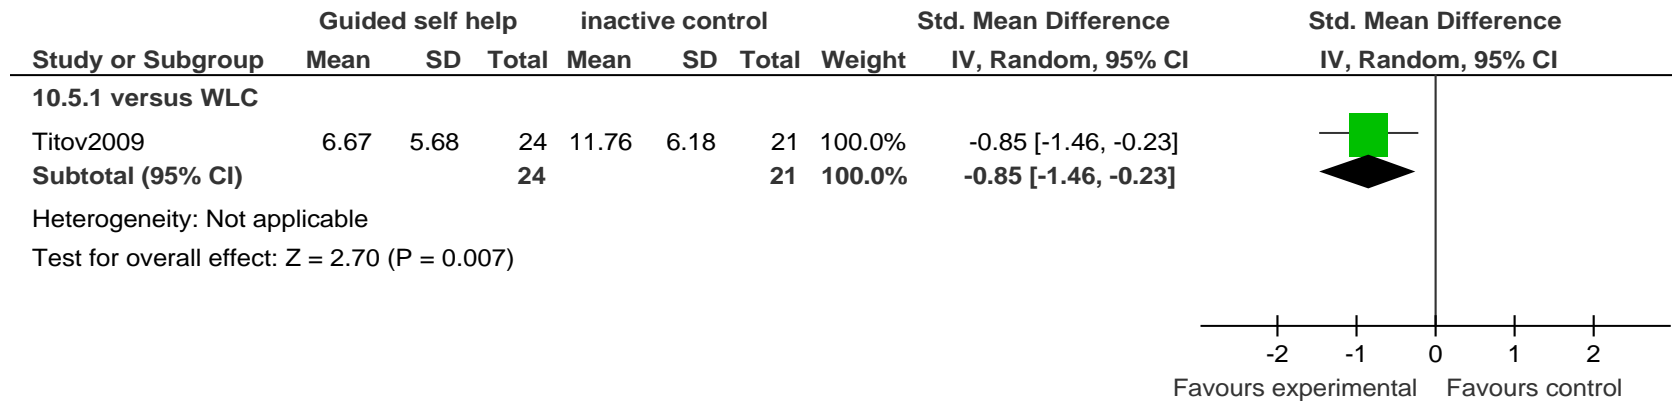 Guided self help inactive control Std. Mean Difference Std. Mean Difference
Study or Subgroup Mean SD Total Mean SD Total Weight IV, Random, 95% CI IV, Random, 95% CI
10.5.1 versus WLC
Titov2009 6.67 5.68 24 11.76 6.18 21 100.0% -0.85 [-1.46, -0.23]
Subtotal (95% CI) 24 21 100.0% -0.85 [-1.46, -0.23]
Heterogeneity: Not applicable
Test for overall effect: Z = 2.70 (P = 0.007)
-2 -1 0 1 2
Favours experimental Favours control